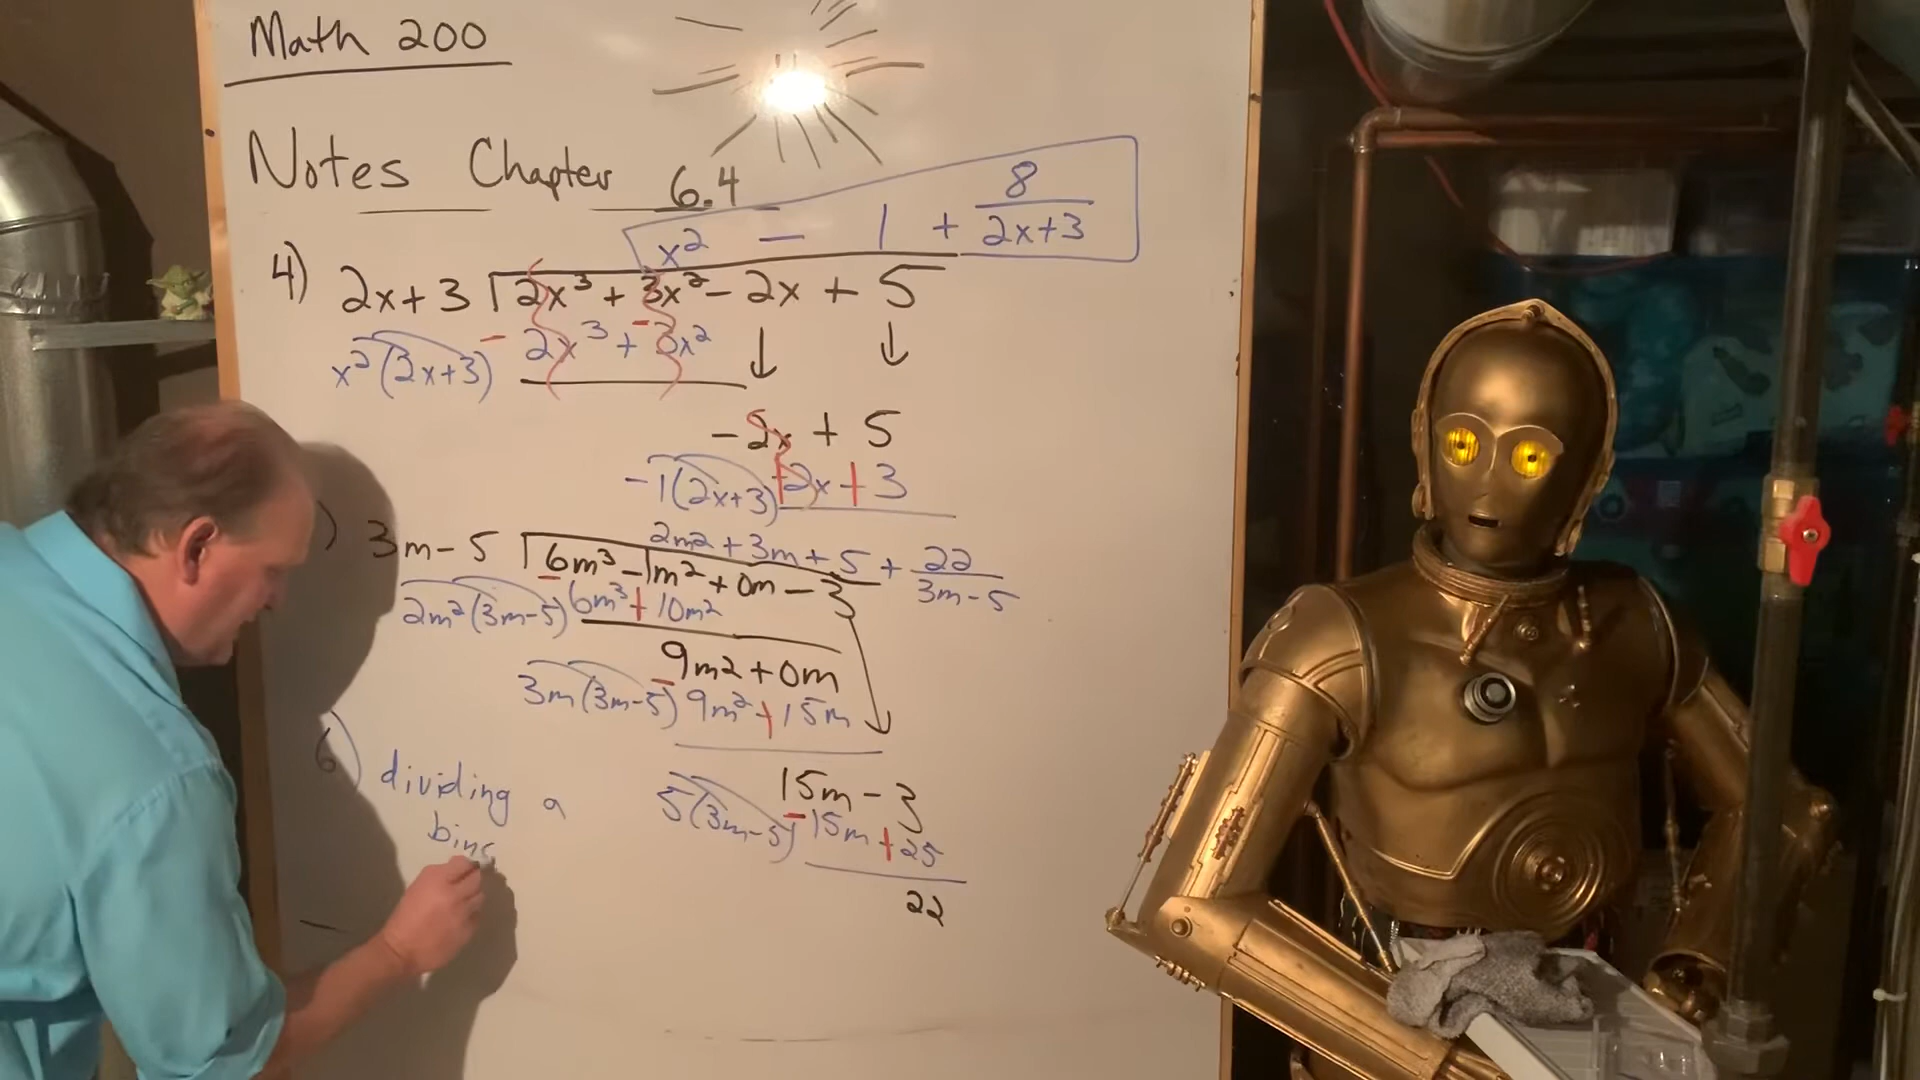 Math 200
Notes Chapter 6.4
x² - 1 + 8/(2x+3)
4) 2x+3 2x³ + 3x² - 2x + 5
x²(2x+3) - 2x³ + - 3x²
-2x + 5
-1(2x+3) + 2x + 3
2m² + 3m + 5 + 22/(3m-5)
) 3m - 5 6m³ - 1m² + 0m - 3
2m²(3m-5) - 6m³ + 10m²
9m² + 0m
3m(3m-5) - 9m² + 15m
15m - 3
5(3m-5) - 15m + 25
22
6) dividing a
bino